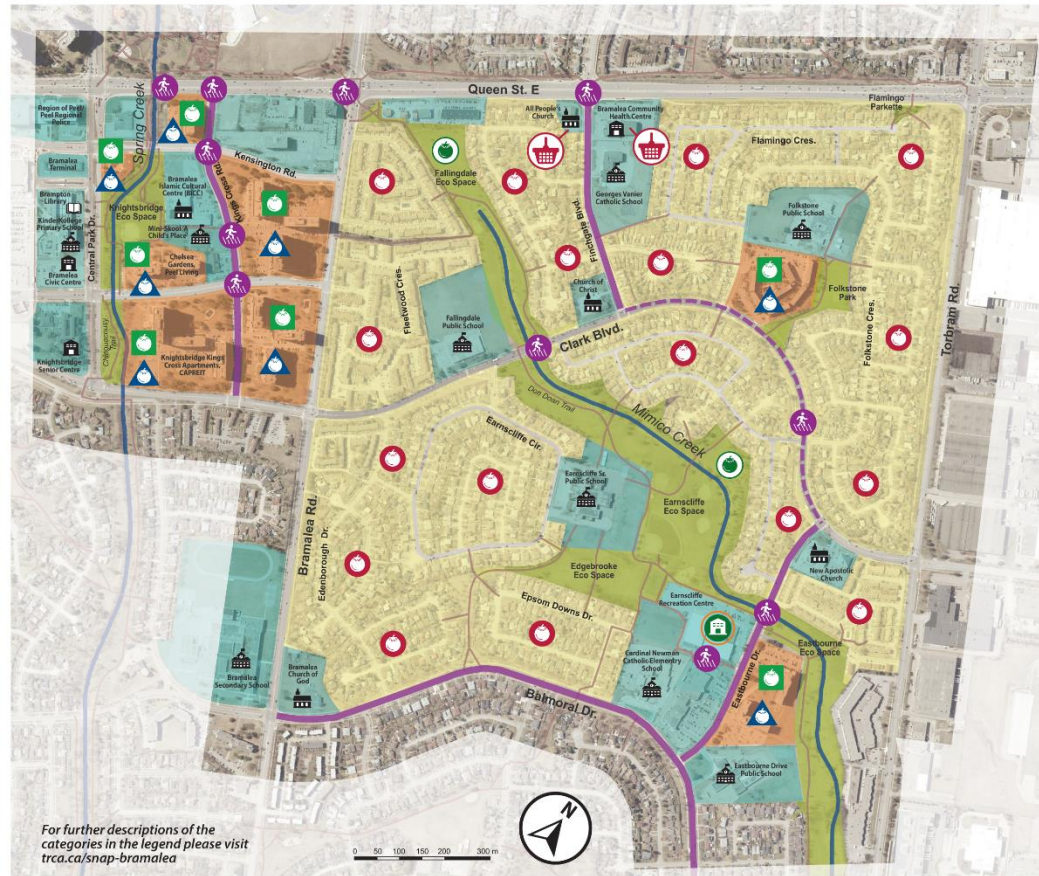 Queen St. E
Region of Peel/
Peel Regional
Police
Spring Creek
All People's
Church
Bramalea Community
Health Centre
Flamingo
Parkette
Flamingo Cres.
Bramalea
Terminal
Kensington Rd.
Fallingdale
Eco Space
Georges Vanier
Catholic School
Bramalea
Islamic Cultural
Centre (BICC)
Kings Cross Rd.
Knightsbridge
Eco Space
Brampton
Library
Finchgate Blvd.
Folkstone
Public School
Mini-Skool A
Child's Place
Central Park Dr.
Chelsea
Gardens,
Peel Living
Bramalea
Civic Centre
Church of
Christ
Folkstone
Park
Fleetwood Cres.
Fallingdale
Public School
Clark Blvd.
Folkstone Cres.
Torbram Rd.
Chinguacousy
Trail
Knightsbridge
Senior Centre
Knightsbridge Kings
Cross Apartments,
CAPREIT
Don Doan Trail
Mimico Creek
Earnscliffe Cir.
Earnscliffe Sr.
Public School
Earnscliffe
Eco Space
Bramalea Rd.
Edenborough Dr.
Edgebrooke
Eco Space
New Apostolic
Church
Earnscliffe
Recreation Centre
Epsom Downs Dr.
Eastbourne
Eco Space
Cardinal Newman
Catholic Elementry
School
Eastbourne Dr.
Bramalea
Secondary School
Bramalea
Church of
God
Balmoral Dr.
Eastbourne Drive
Public School
N
For further descriptions of the
categories in the legend please visit
trca.ca/snap-bramalea
0 50 100 150 200 300 m